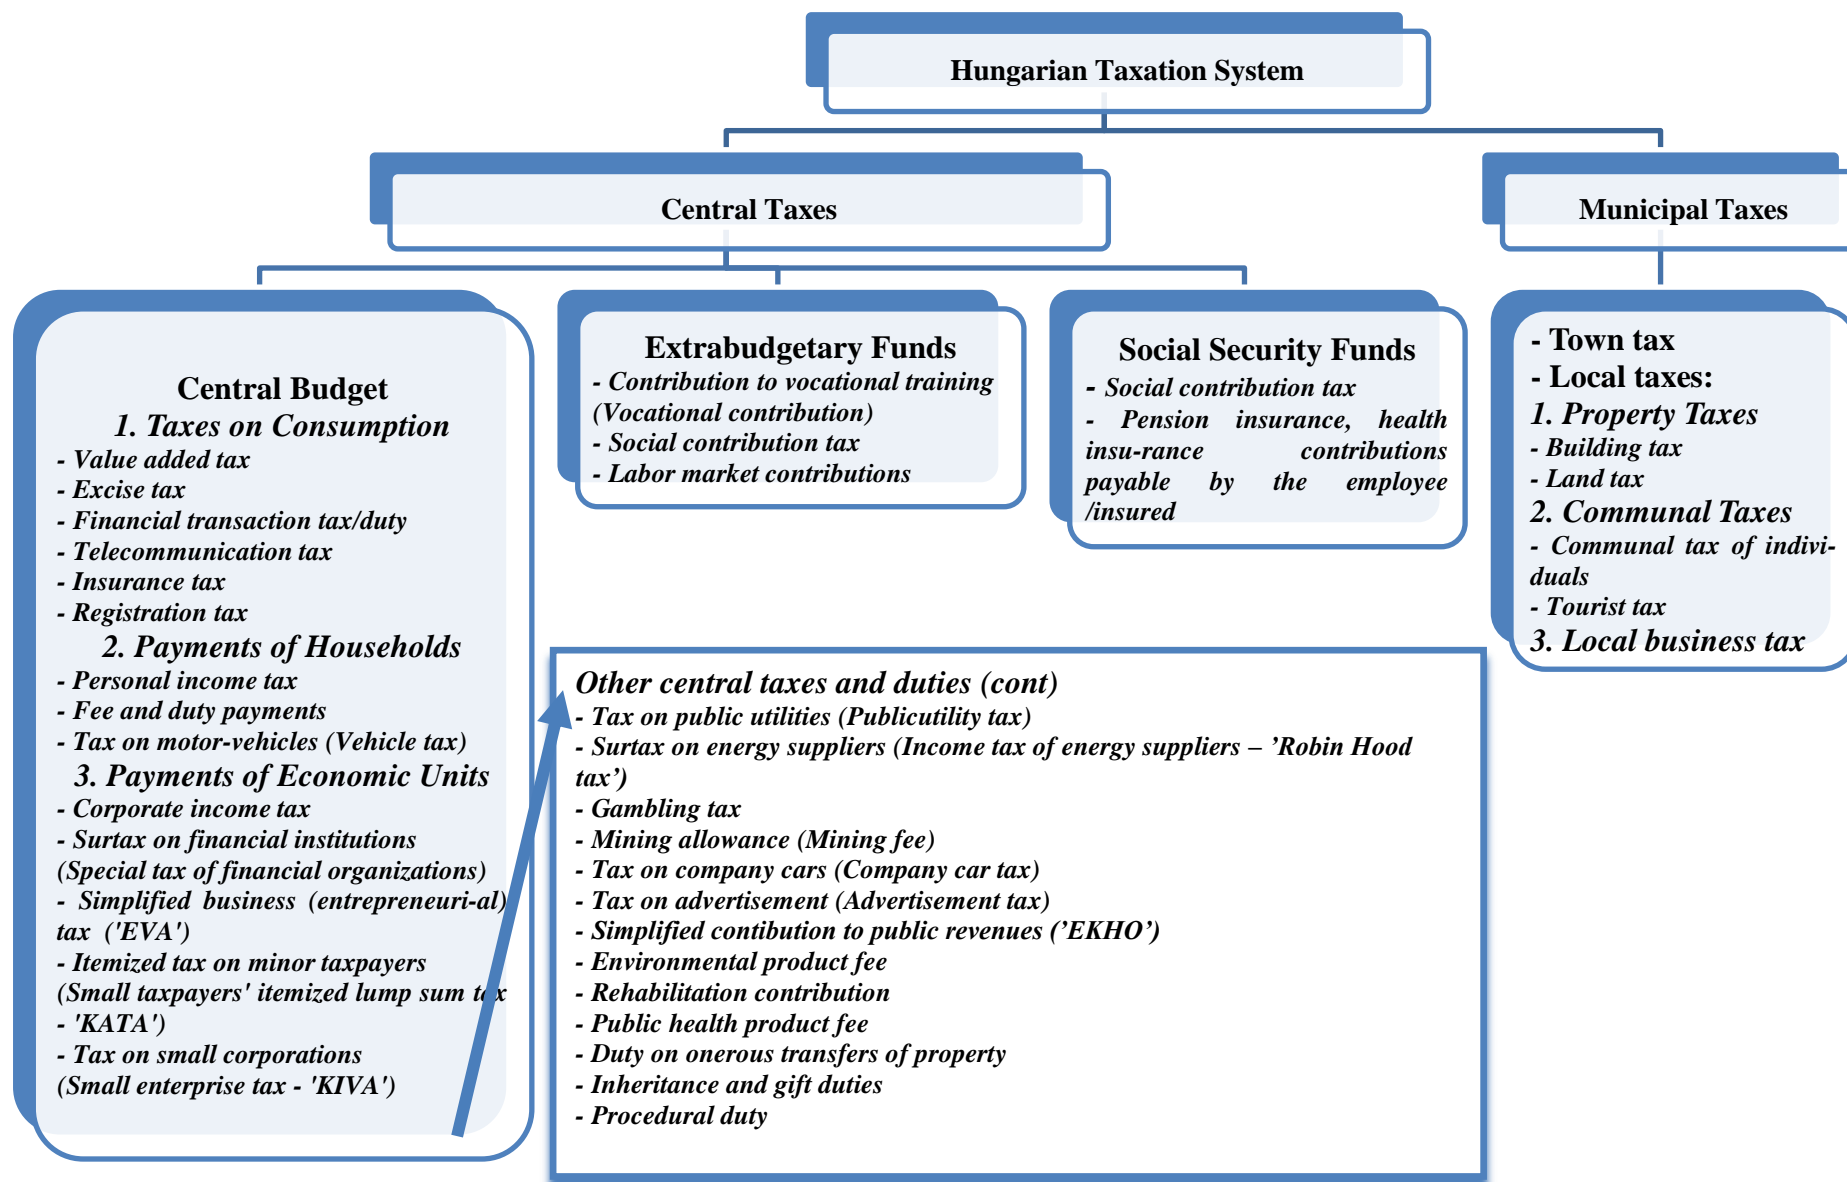 Hungarian Taxation System
Central Taxes
Municipal Taxes
Central Budget
1. Taxes on Consumption
- Value added tax
- Excise tax
- Financial transaction tax/duty
- Telecommunication tax
- Insurance tax
- Registration tax
2. Payments of Households
- Personal income tax
- Fee and duty payments
- Tax on motor-vehicles (Vehicle tax)
3. Payments of Economic Units
- Corporate income tax
- Surtax on financial institutions
(Special tax of financial organizations)
- Simplified business (entrepreneuri-al)
tax ('EVA')
- Itemized tax on minor taxpayers
(Small taxpayers' itemized lump sum tax
- 'KATA')
- Tax on small corporations
(Small enterprise tax - 'KIVA')
Extrabudgetary Funds
- Contribution to vocational training
(Vocational contribution)
- Social contribution tax
- Labor market contributions
Social Security Funds
- Social contribution tax
- Pension insurance, health
insu-rance contributions
payable by the employee
/insured
- Town tax
- Local taxes:
1. Property Taxes
- Building tax
- Land tax
2. Communal Taxes
- Communal tax of indivi-
duals
- Tourist tax
3. Local business tax
Other central taxes and duties (cont)
- Tax on public utilities (Publicutility tax)
- Surtax on energy suppliers (Income tax of energy suppliers – ’Robin Hood
tax’)
- Gambling tax
- Mining allowance (Mining fee)
- Tax on company cars (Company car tax)
- Tax on advertisement (Advertisement tax)
- Simplified contibution to public revenues (’EKHO’)
- Environmental product fee
- Rehabilitation contribution
- Public health product fee
- Duty on onerous transfers of property
- Inheritance and gift duties
- Procedural duty